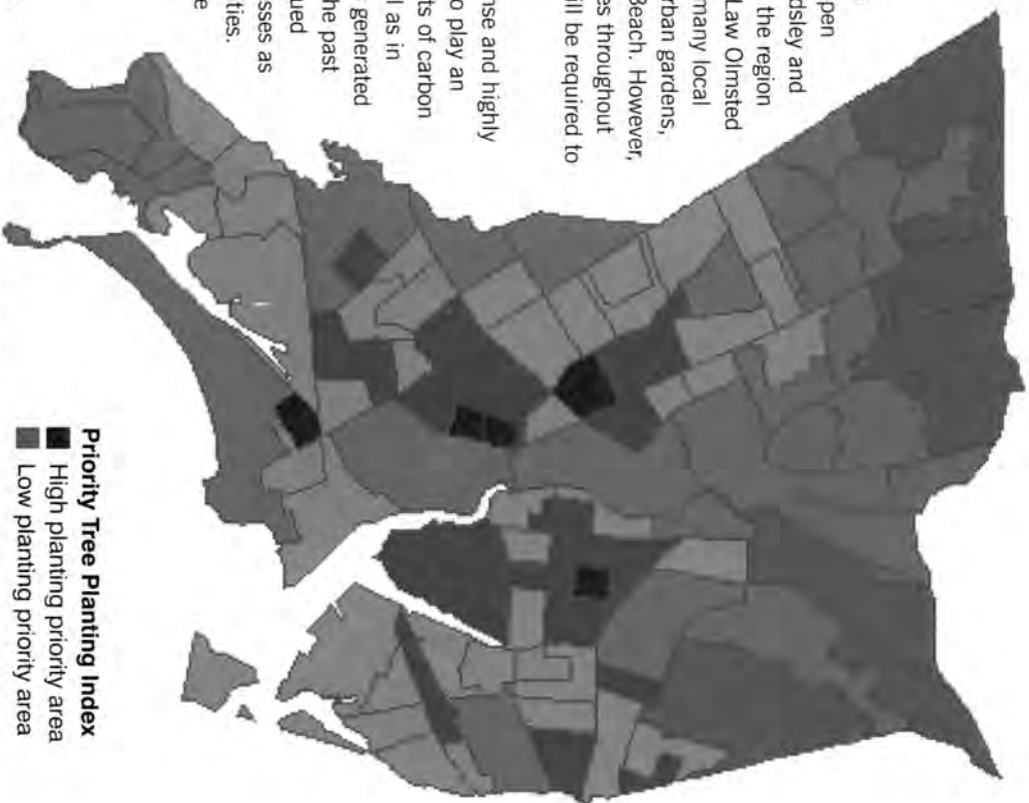 pen
dsley and
the region
Law Olmsted
many local
rban gardens,
Beach. However,
es throughout
ill be required to
nse and highly
o play an
ts of carbon
l as in
generated
he past
ued
sses as
ties.
e
Priority Tree Planting Index
High planting priority area
Low planting priority area